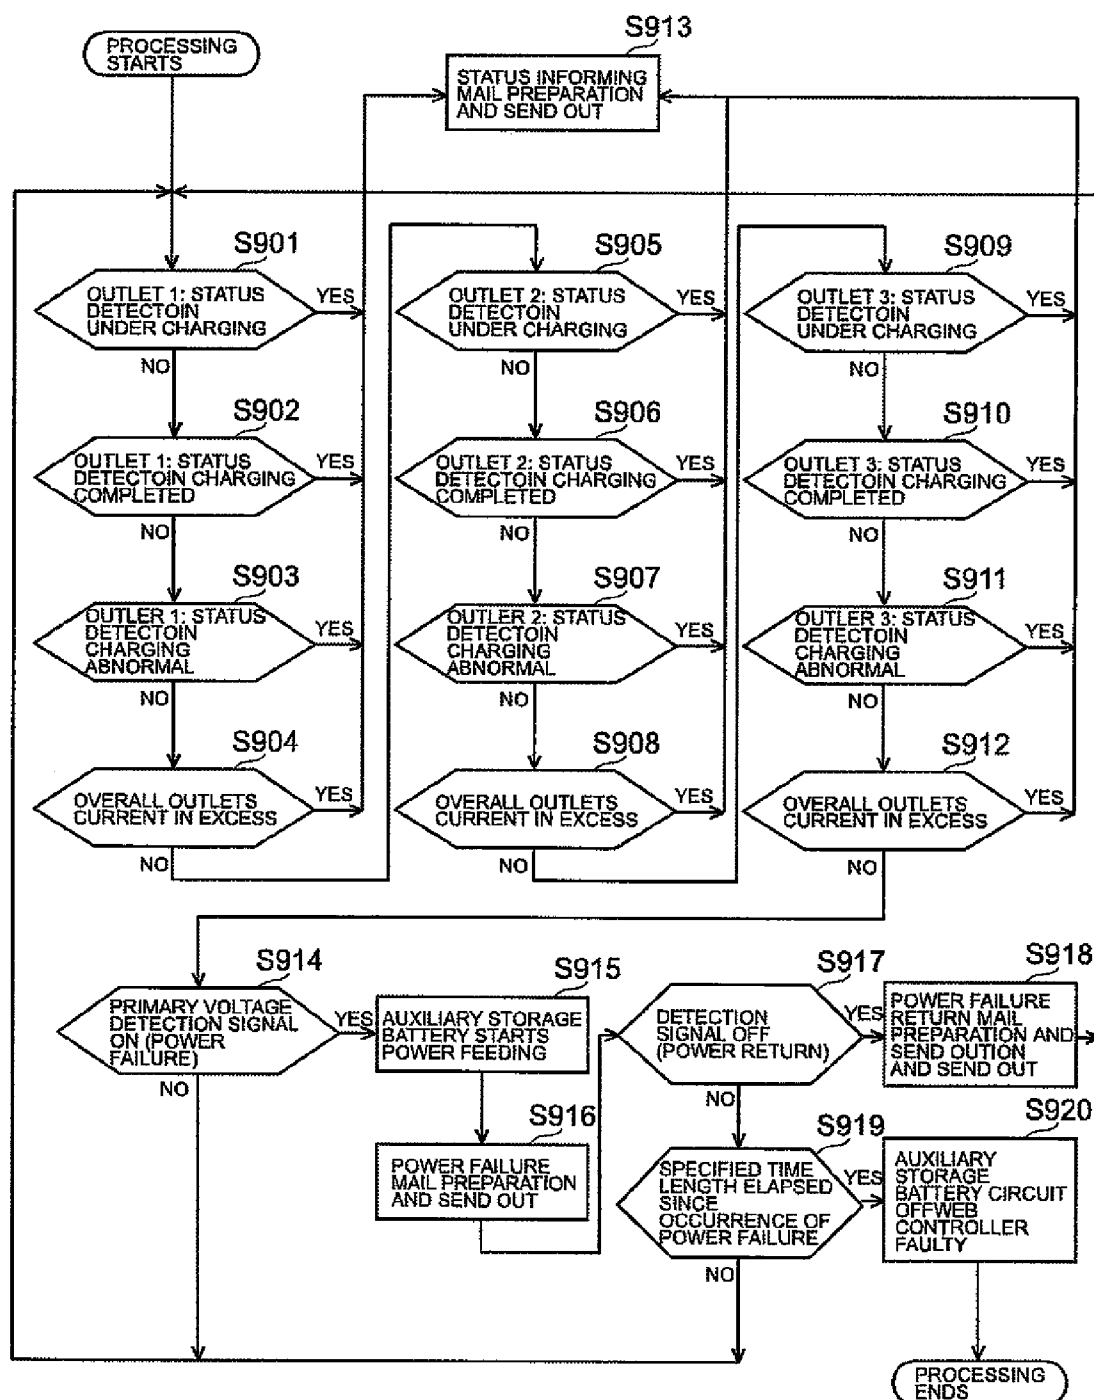 PROCESSING
STARTS
S913
STATUS INFORMING
MAIL PREPARATION
AND SEND OUT
S901
OUTLET 1: STATUS
DETECTOIN
UNDER CHARGING
YES
NO
S902
OUTLET 1: STATUS
DETECTOIN CHARGING
COMPLETED
YES
NO
S903
OUTLER 1: STATUS
DETECTOIN
CHARGING
ABNORMAL
YES
NO
S904
OVERALL OUTLETS
CURRENT IN EXCESS
YES
NO
S905
OUTLET 2: STATUS
DETECTOIN
UNDER CHARGING
YES
NO
S906
OUTLET 2: STATUS
DETECTOIN CHARGING
COMPLETED
YES
NO
S907
OUTLER 2: STATUS
DETECTOIN
CHARGING
ABNORMAL
YES
NO
S908
OVERALL OUTLETS
CURRENT IN EXCESS
YES
NO
S909
OUTLET 3: STATUS
DETECTOIN
UNDER CHARGING
YES
NO
S910
OUTLET 3: STATUS
DETECTOIN CHARGING
COMPLETED
YES
NO
S911
OUTLER 3: STATUS
DETECTOIN
CHARGING
ABNORMAL
YES
NO
S912
OVERALL OUTLETS
CURRENT IN EXCESS
YES
NO
S914
PRIMARY VOLTAGE
DETECTION SIGNAL
ON (POWER
FAILURE)
YES
NO
S915
AUXILIARY STORAGE
BATTERY STARTS
POWER FEEDING
S916
POWER FAILURE
MAIL PREPARATION
AND SEND OUT
S917
DETECTION
SIGNAL OFF
(POWER RETURN)
YES
NO
S918
POWER FAILURE
RETURN MAIL
PREPARATION AND
SEND OUTION
AND SEND OUT
S919
SPECIFIED TIME
LENGTH ELAPSED
SINCE
OCCURRENCE OF
POWER FAILURE
YES
NO
S920
AUXILIARY
STORAGE
BATTERY CIRCUIT
OFFWEB
CONTROLLER
FAULTY
PROCESSING
ENDS